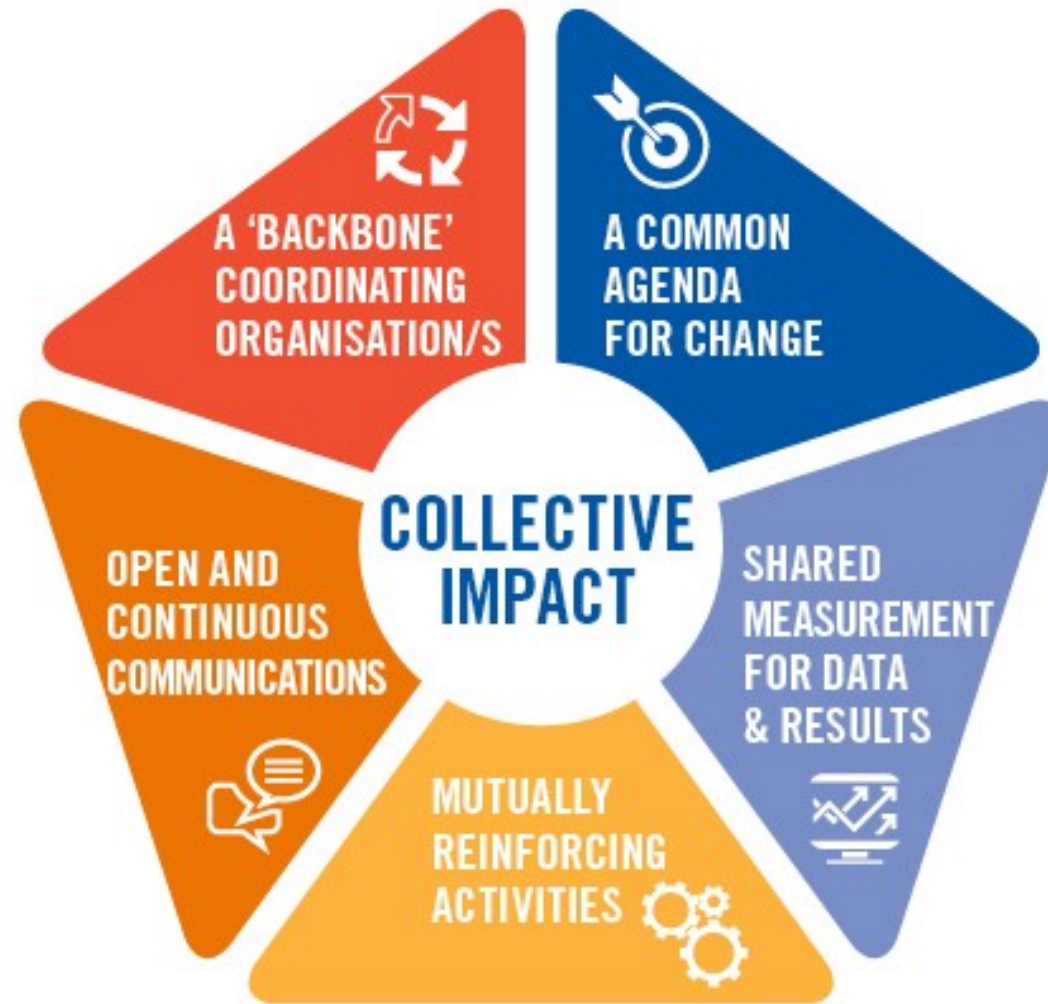 A ‘BACKBONE’
COORDINATING
ORGANISATION/S
A COMMON
AGENDA
FOR CHANGE
COLLECTIVE
IMPACT
OPEN AND
CONTINUOUS
COMMUNICATIONS
SHARED
MEASUREMENT
FOR DATA
& RESULTS
MUTUALLY
REINFORCING
ACTIVITIES